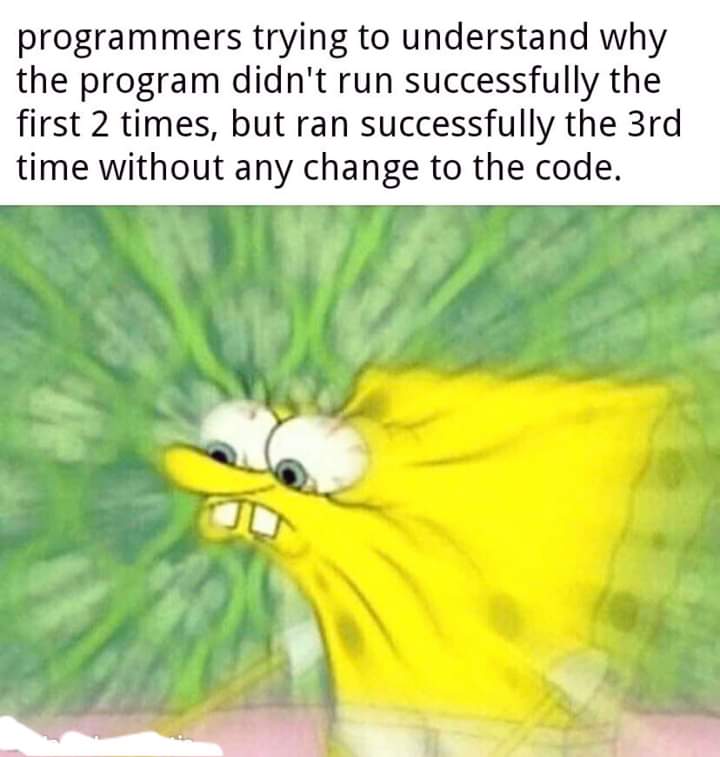 programmers trying to understand why
the program didn't run successfully the
first 2 times, but ran successfully the 3rd
time without any change to the code.